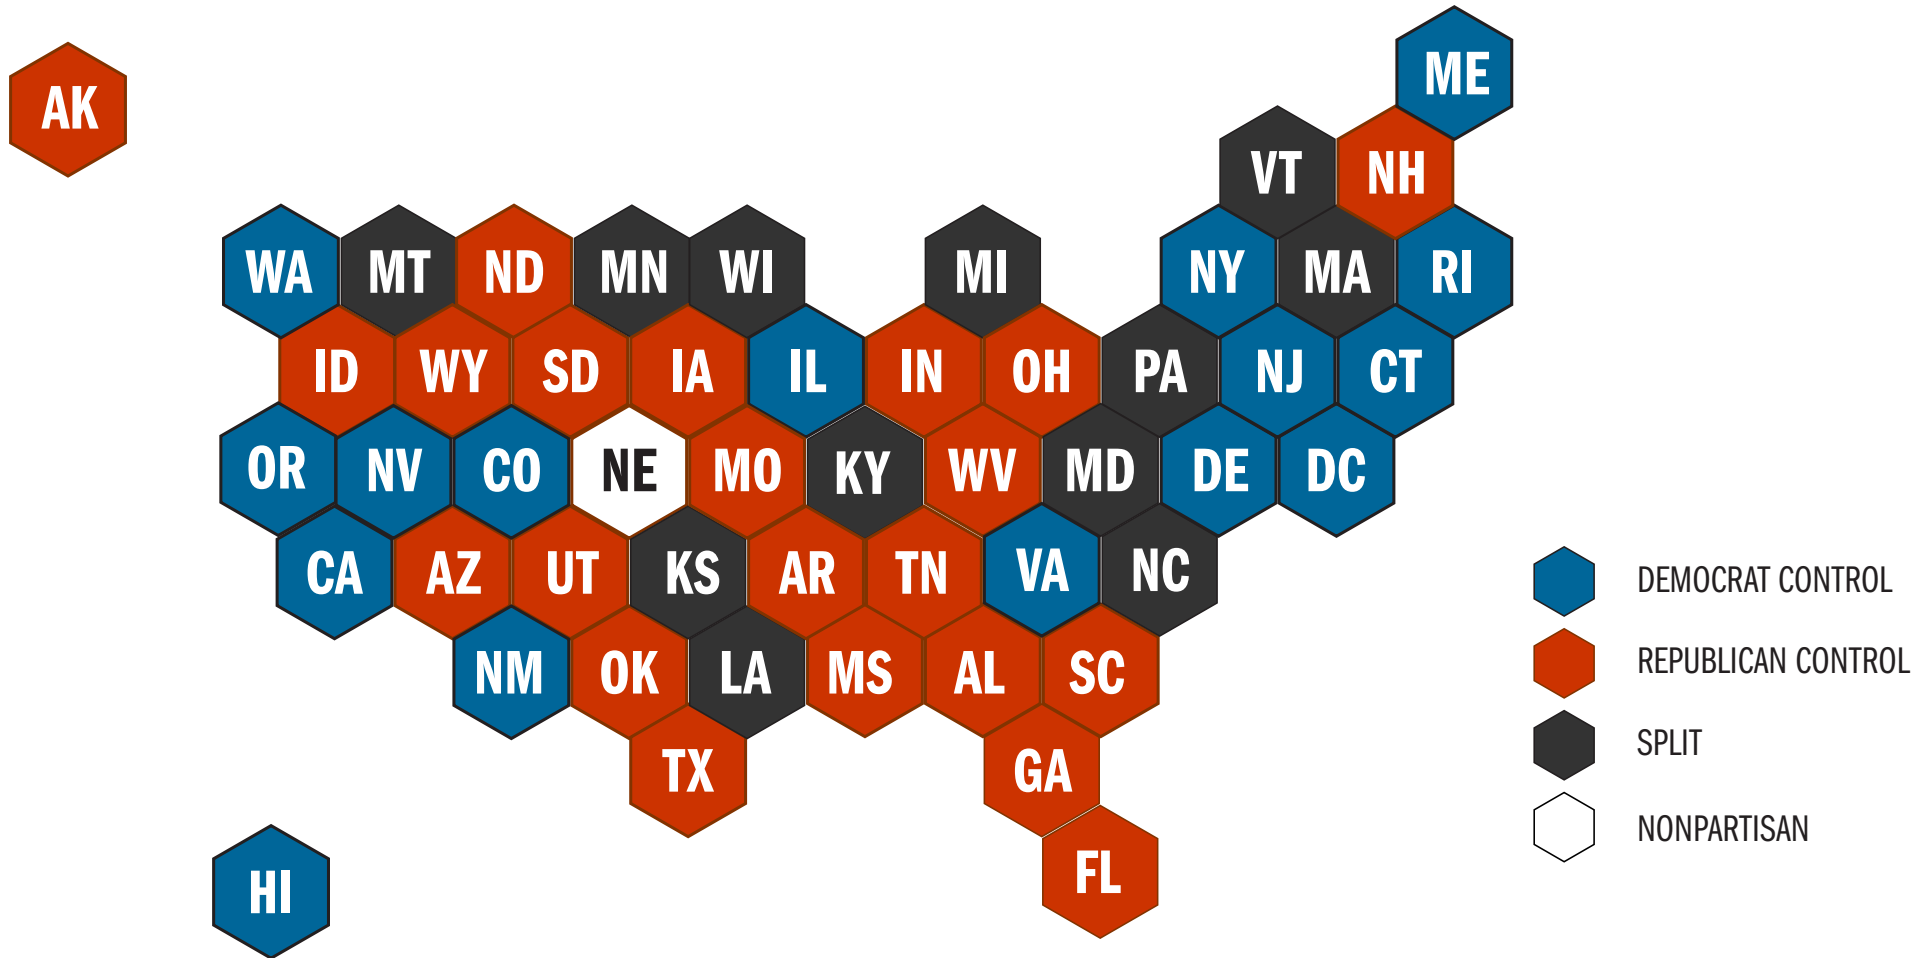 ME
AK
VT NH
WA MT ND MN WI MI NY MA RI
ID WY SD IA IL IN OH PA NJ CT
OR NV CO NE MO KY WV MD DE DC
CA AZ UT KS AR TN VA NC
NM OK LA MS AL SC
TX GA
HI FL
DEMOCRAT CONTROL
REPUBLICAN CONTROL
SPLIT
NONPARTISAN